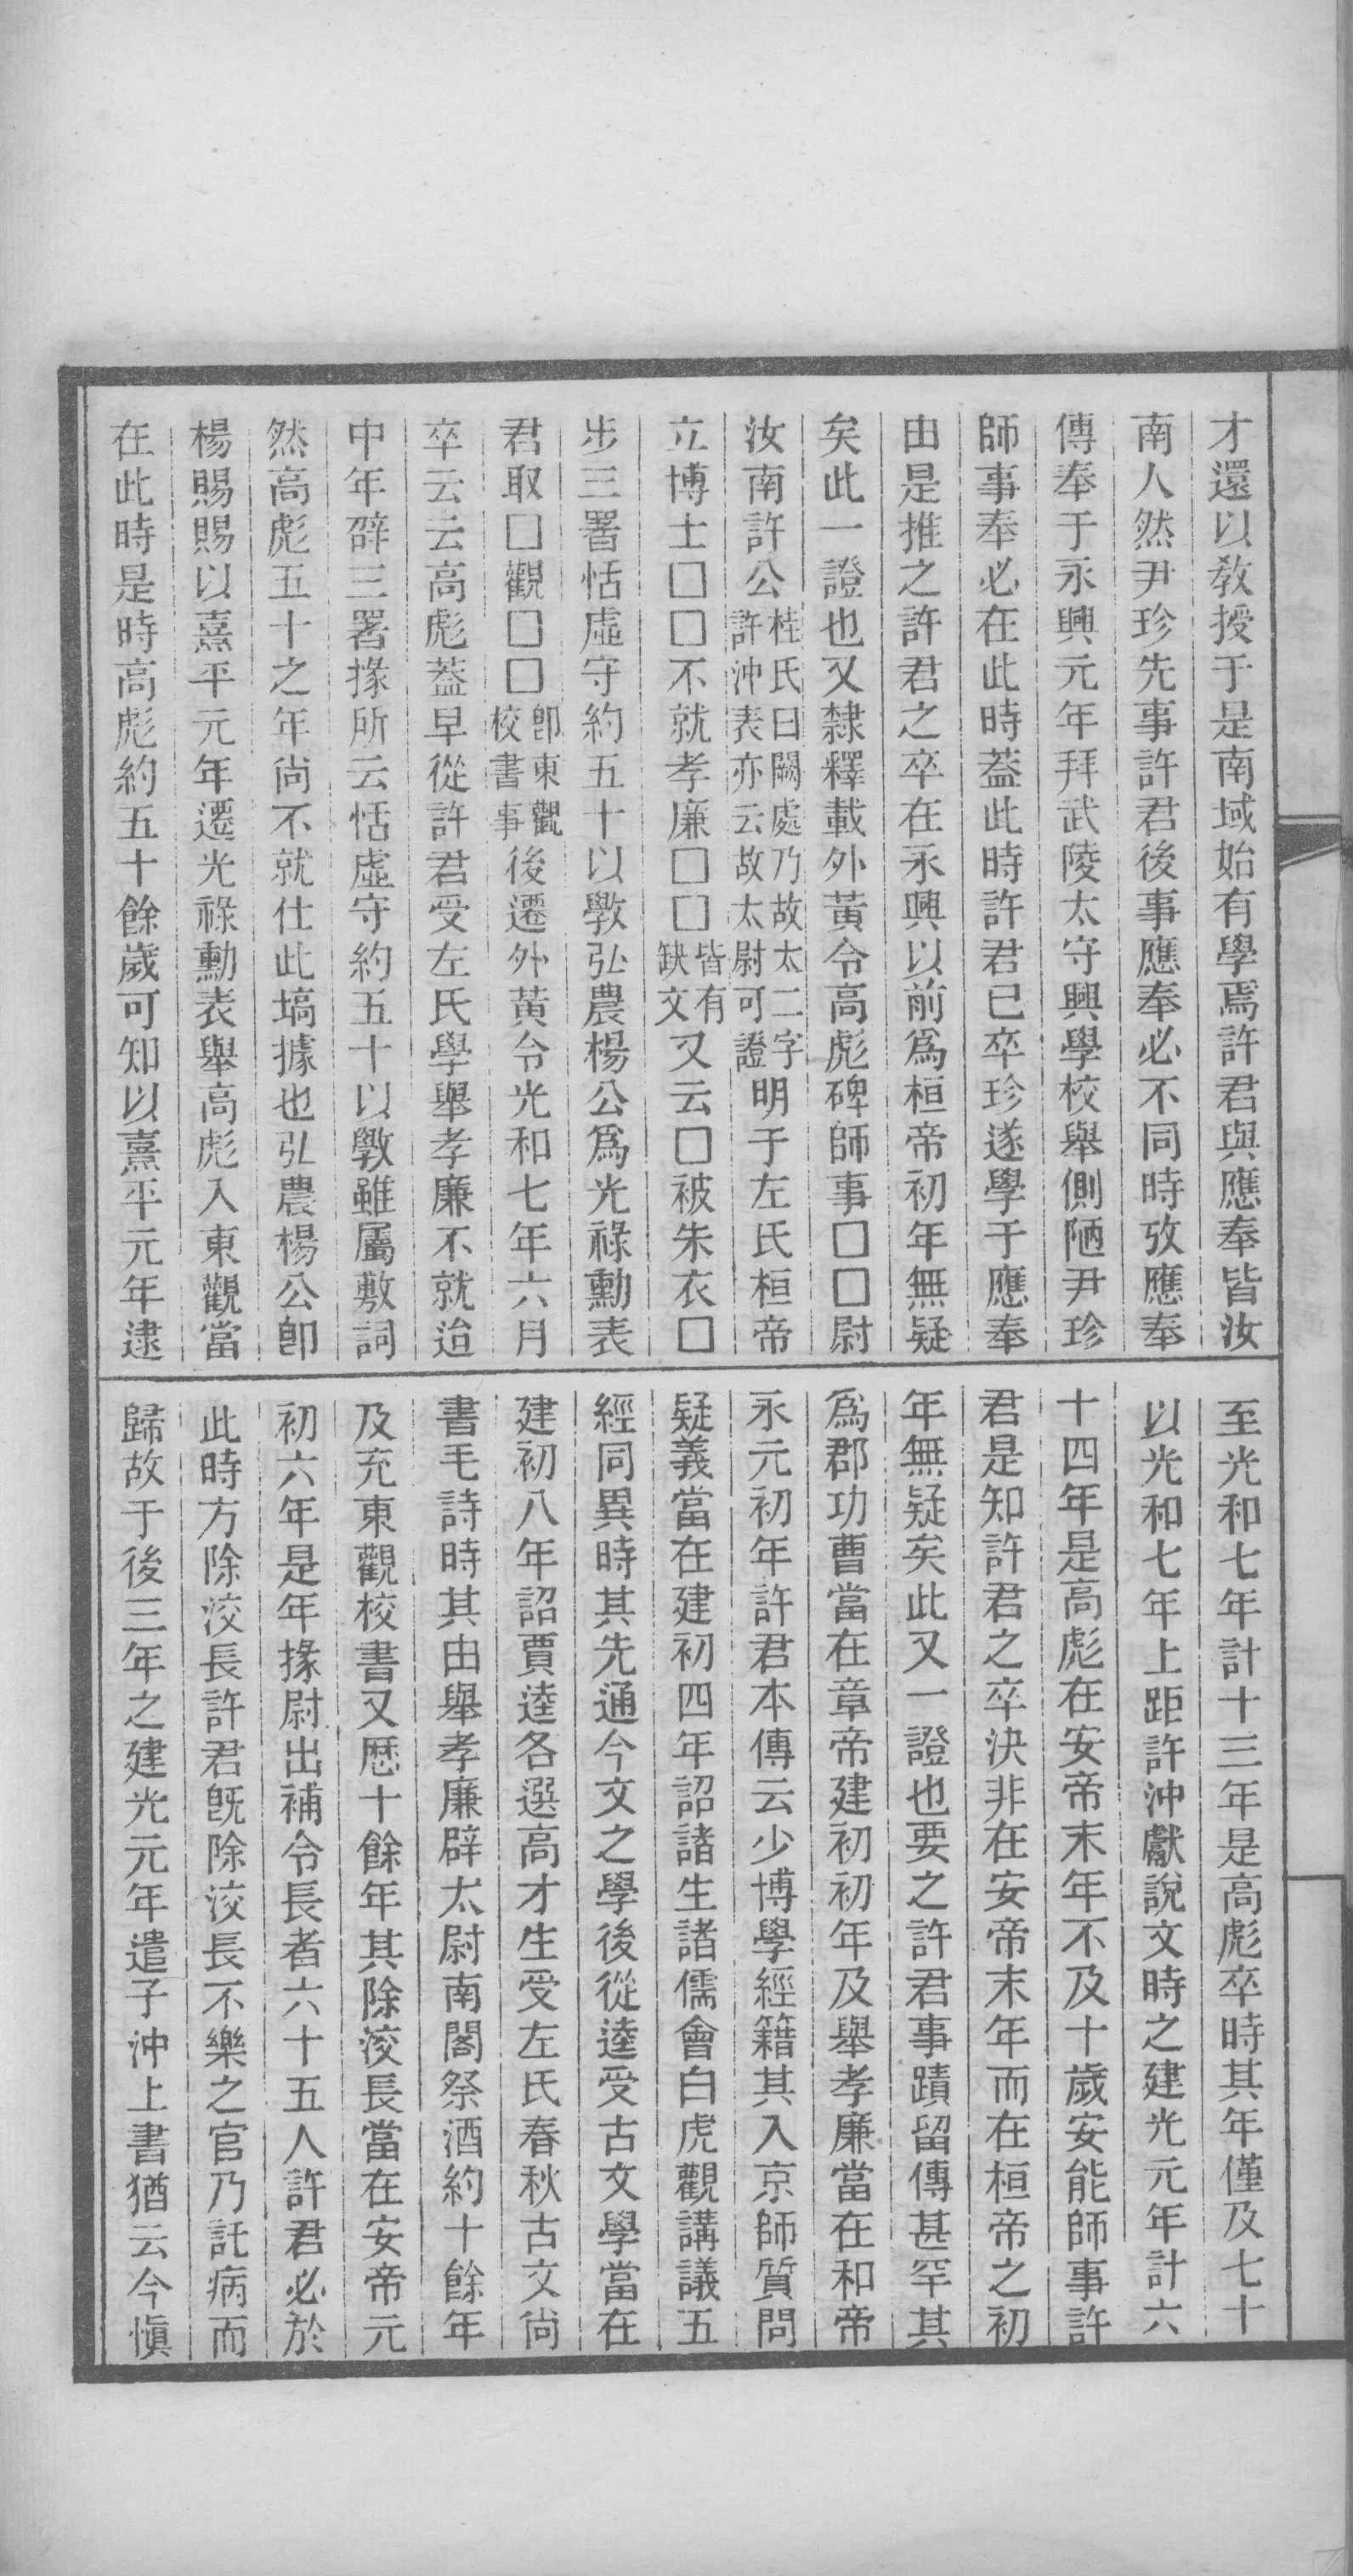 才還以敎授于是南域始有學焉許君與應奉皆汝
南人然尹珍先事許君後事應奉必不同時攷應奉
傳奉于永興元年拜武陵太守興學校舉側陋尹珍
師事奉必在此時葢此時許君已卒珍遂學于應奉
由是推之許君之卒在永興以前爲桓帝初年無疑
矣此一證也又隸釋載外黃令高彪碑師事□□尉
汝南許公桂氏曰闕處乃故太二字許沖表亦云故太尉可證明于左氏桓帝
立博士□□不就孝廉□□皆有缺文又云□被朱衣□
步三署恬虛守約五十以斅弘農楊公爲光祿勳表
君取□觀□□卽東觀校書事後遷外黃令光和七年六月
卒云云高彪葢早從許君受左氏學舉孝廉不就迨
中年辟三署掾所云恬虛守約五十以斅雖屬敷詞
然高彪五十之年尙不就仕此塙據也弘農楊公卽
楊賜賜以熹平元年遷光祿勳表舉高彪入東觀當
在此時是時高彪約五十餘歲可知以熹平元年逮
至光和七年計十三年是高彪卒時其年僅及七十
以光和七年上距許沖獻說文時之建光元年計六
十四年是高彪在安帝末年不及十歲安能師事許
君是知許君之卒決非在安帝末年而在桓帝之初
年無疑矣此又一證也要之許君事蹟留傳甚罕其
爲郡功曹當在章帝建初初年及舉孝廉當在和帝
永元初年許君本傳云少博學經籍其入京師質問
疑義當在建初四年詔諸生諸儒會白虎觀講議五
經同異時其先通今文之學後從逵受古文學當在
建初八年詔賈逵各選高才生受左氏春秋古文尙
書毛詩時其由舉孝廉辟太尉南閣祭酒約十餘年
及充東觀校書又歷十餘年其除洨長當在安帝元
初六年是年掾尉出補令長者六十五人許君必於
此時方除洨長許君旣除洨長不樂之官乃託病而
歸故于後三年之建光元年遣子沖上書猶云今愼